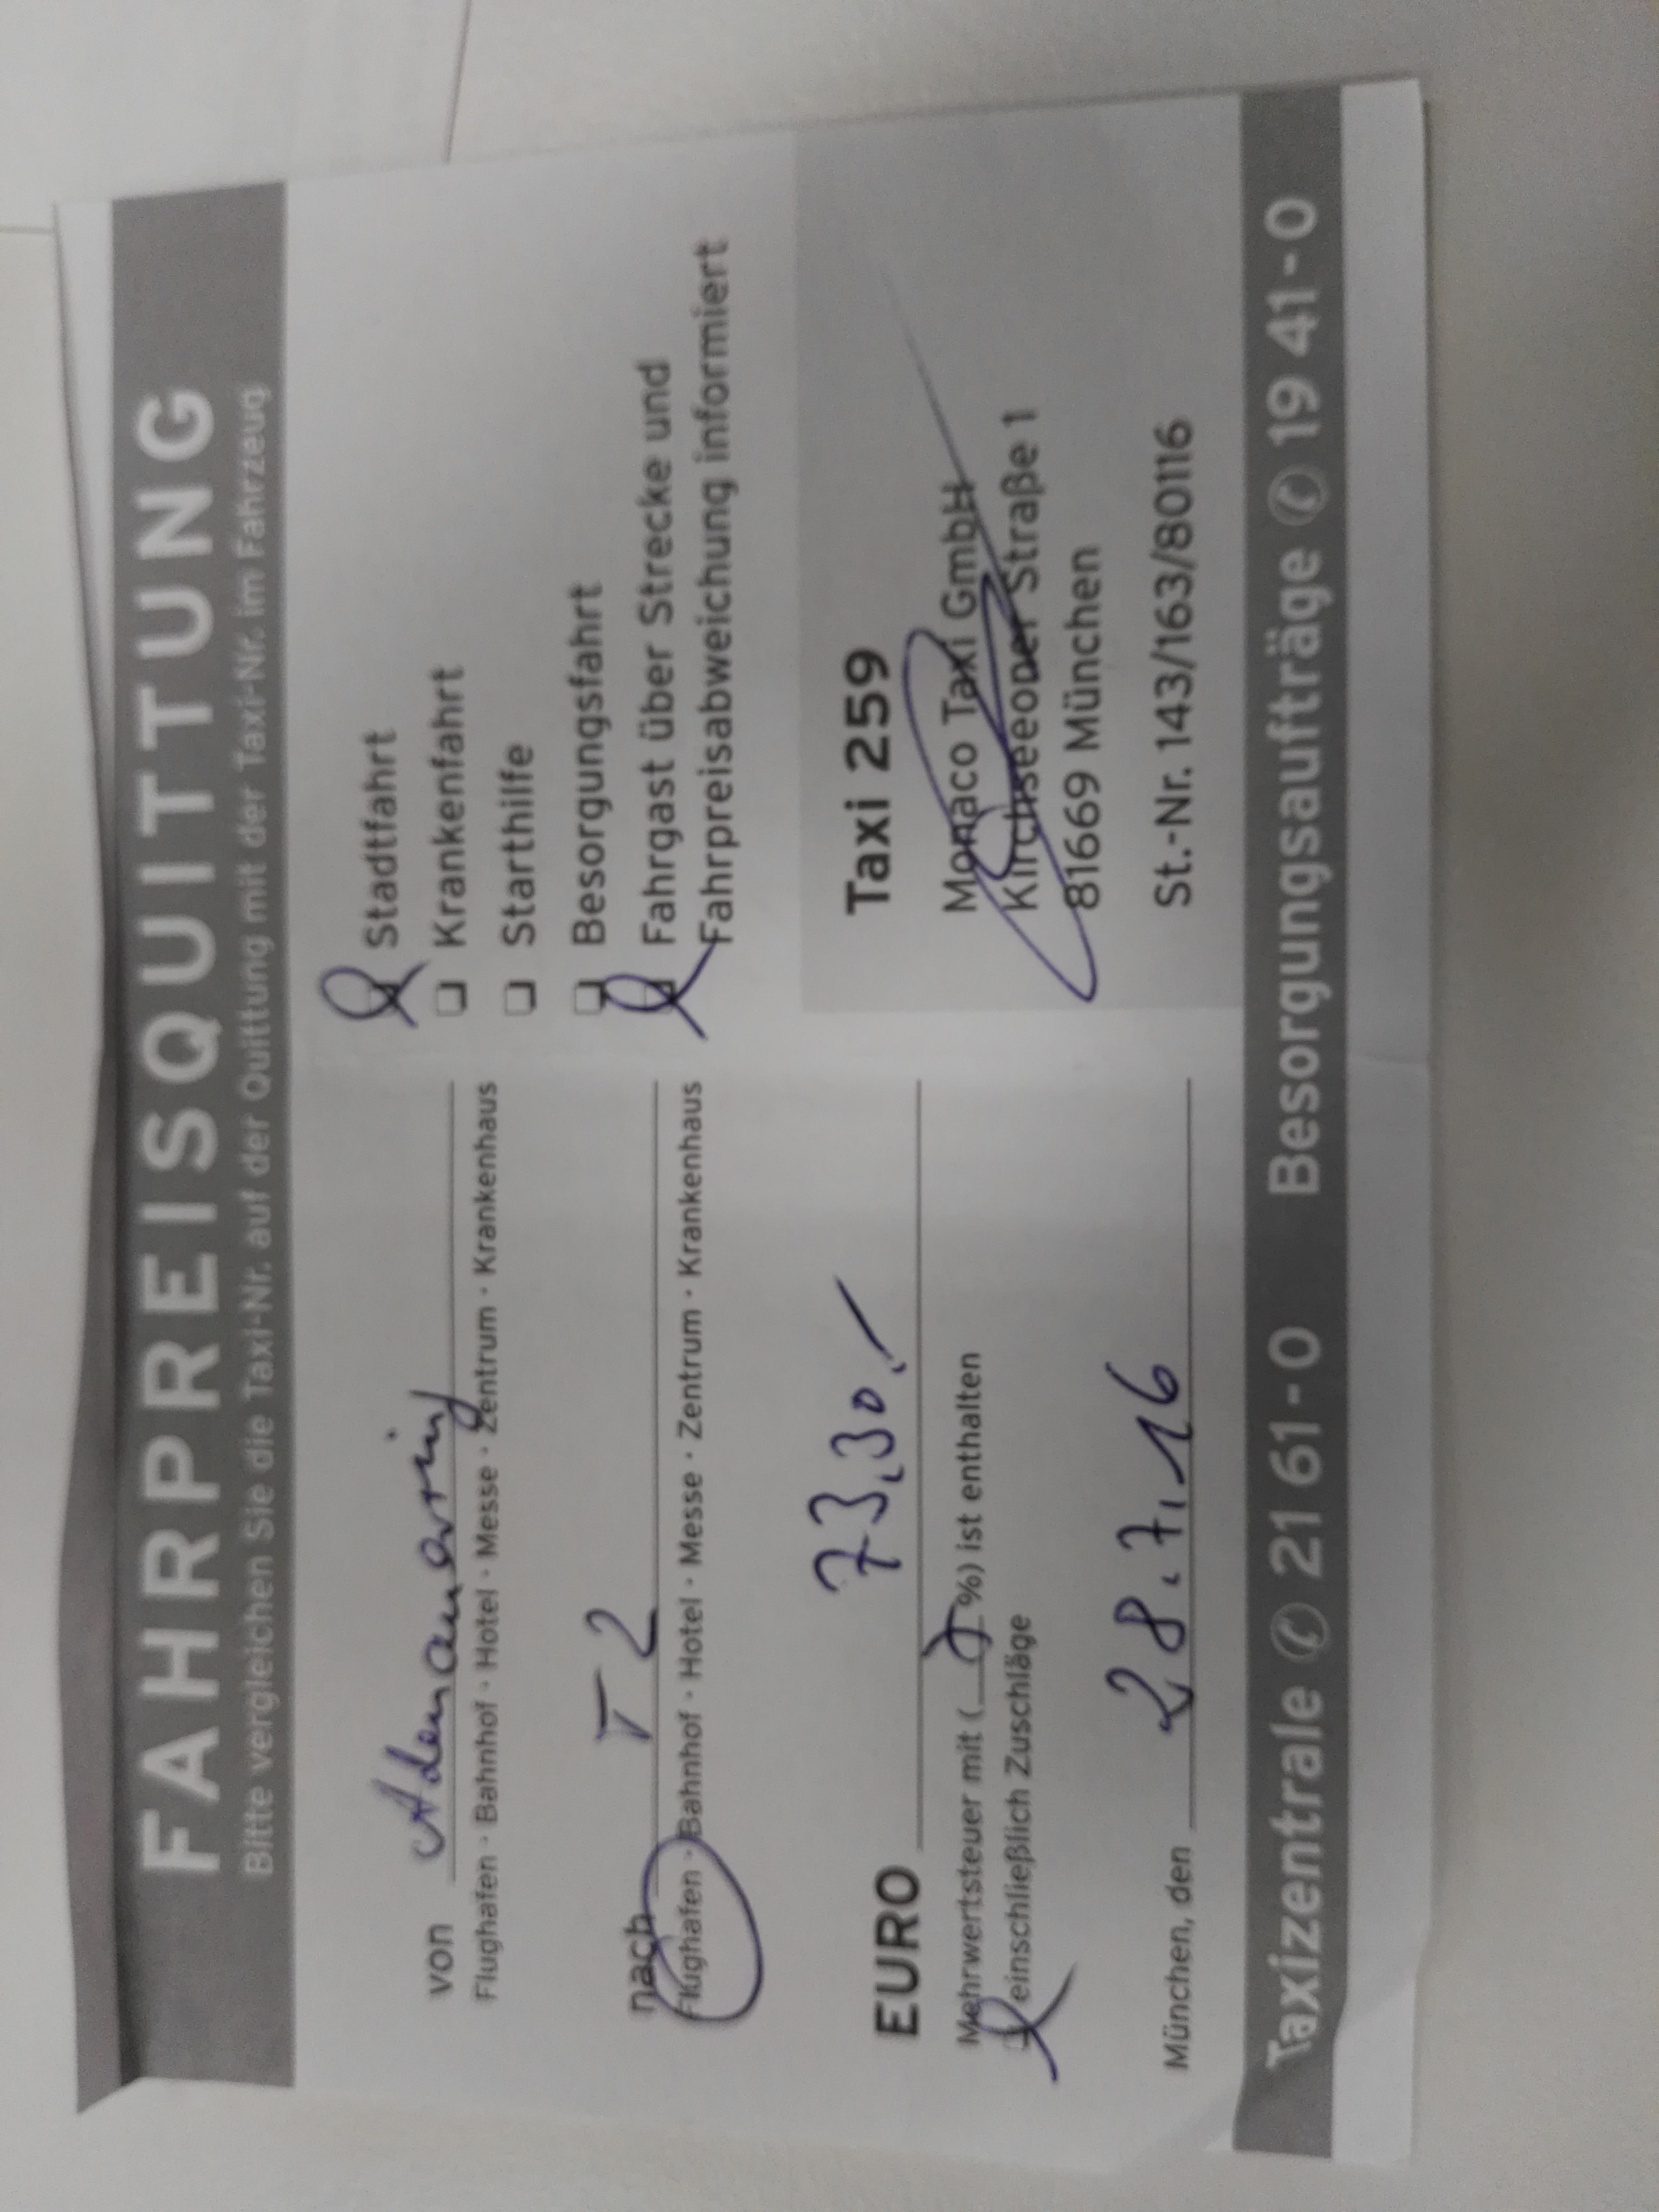 FAHRPREISQUITTUNG
Bitte vergleichen Sie die Taxi-Nr. auf der Quittung mit der Taxi-Nr. im Fahrzeug
von Adenauerring
Flughafen · Bahnhof · Hotel · Messe · Zentrum · Krankenhaus
nach T2
Flughafen · Bahnhof · Hotel · Messe · Zentrum · Krankenhaus
EURO 73,30.
Mehrwertsteuer mit ( %) ist enthalten
einschließlich Zuschläge
München, den 28.7.16
Stadtfahrt
Krankenfahrt
Starthilfe
Besorgungsfahrt
Fahrgast über Strecke und
Fahrpreisabweichung informiert
Taxi 259
Monaco Taxi GmbH
Kirchseeoner Straße 1
81669 München
St.-Nr. 143/163/80116
Taxizentrale ✆ 21 61-0 Besorgungsaufträge ✆ 19 41-0